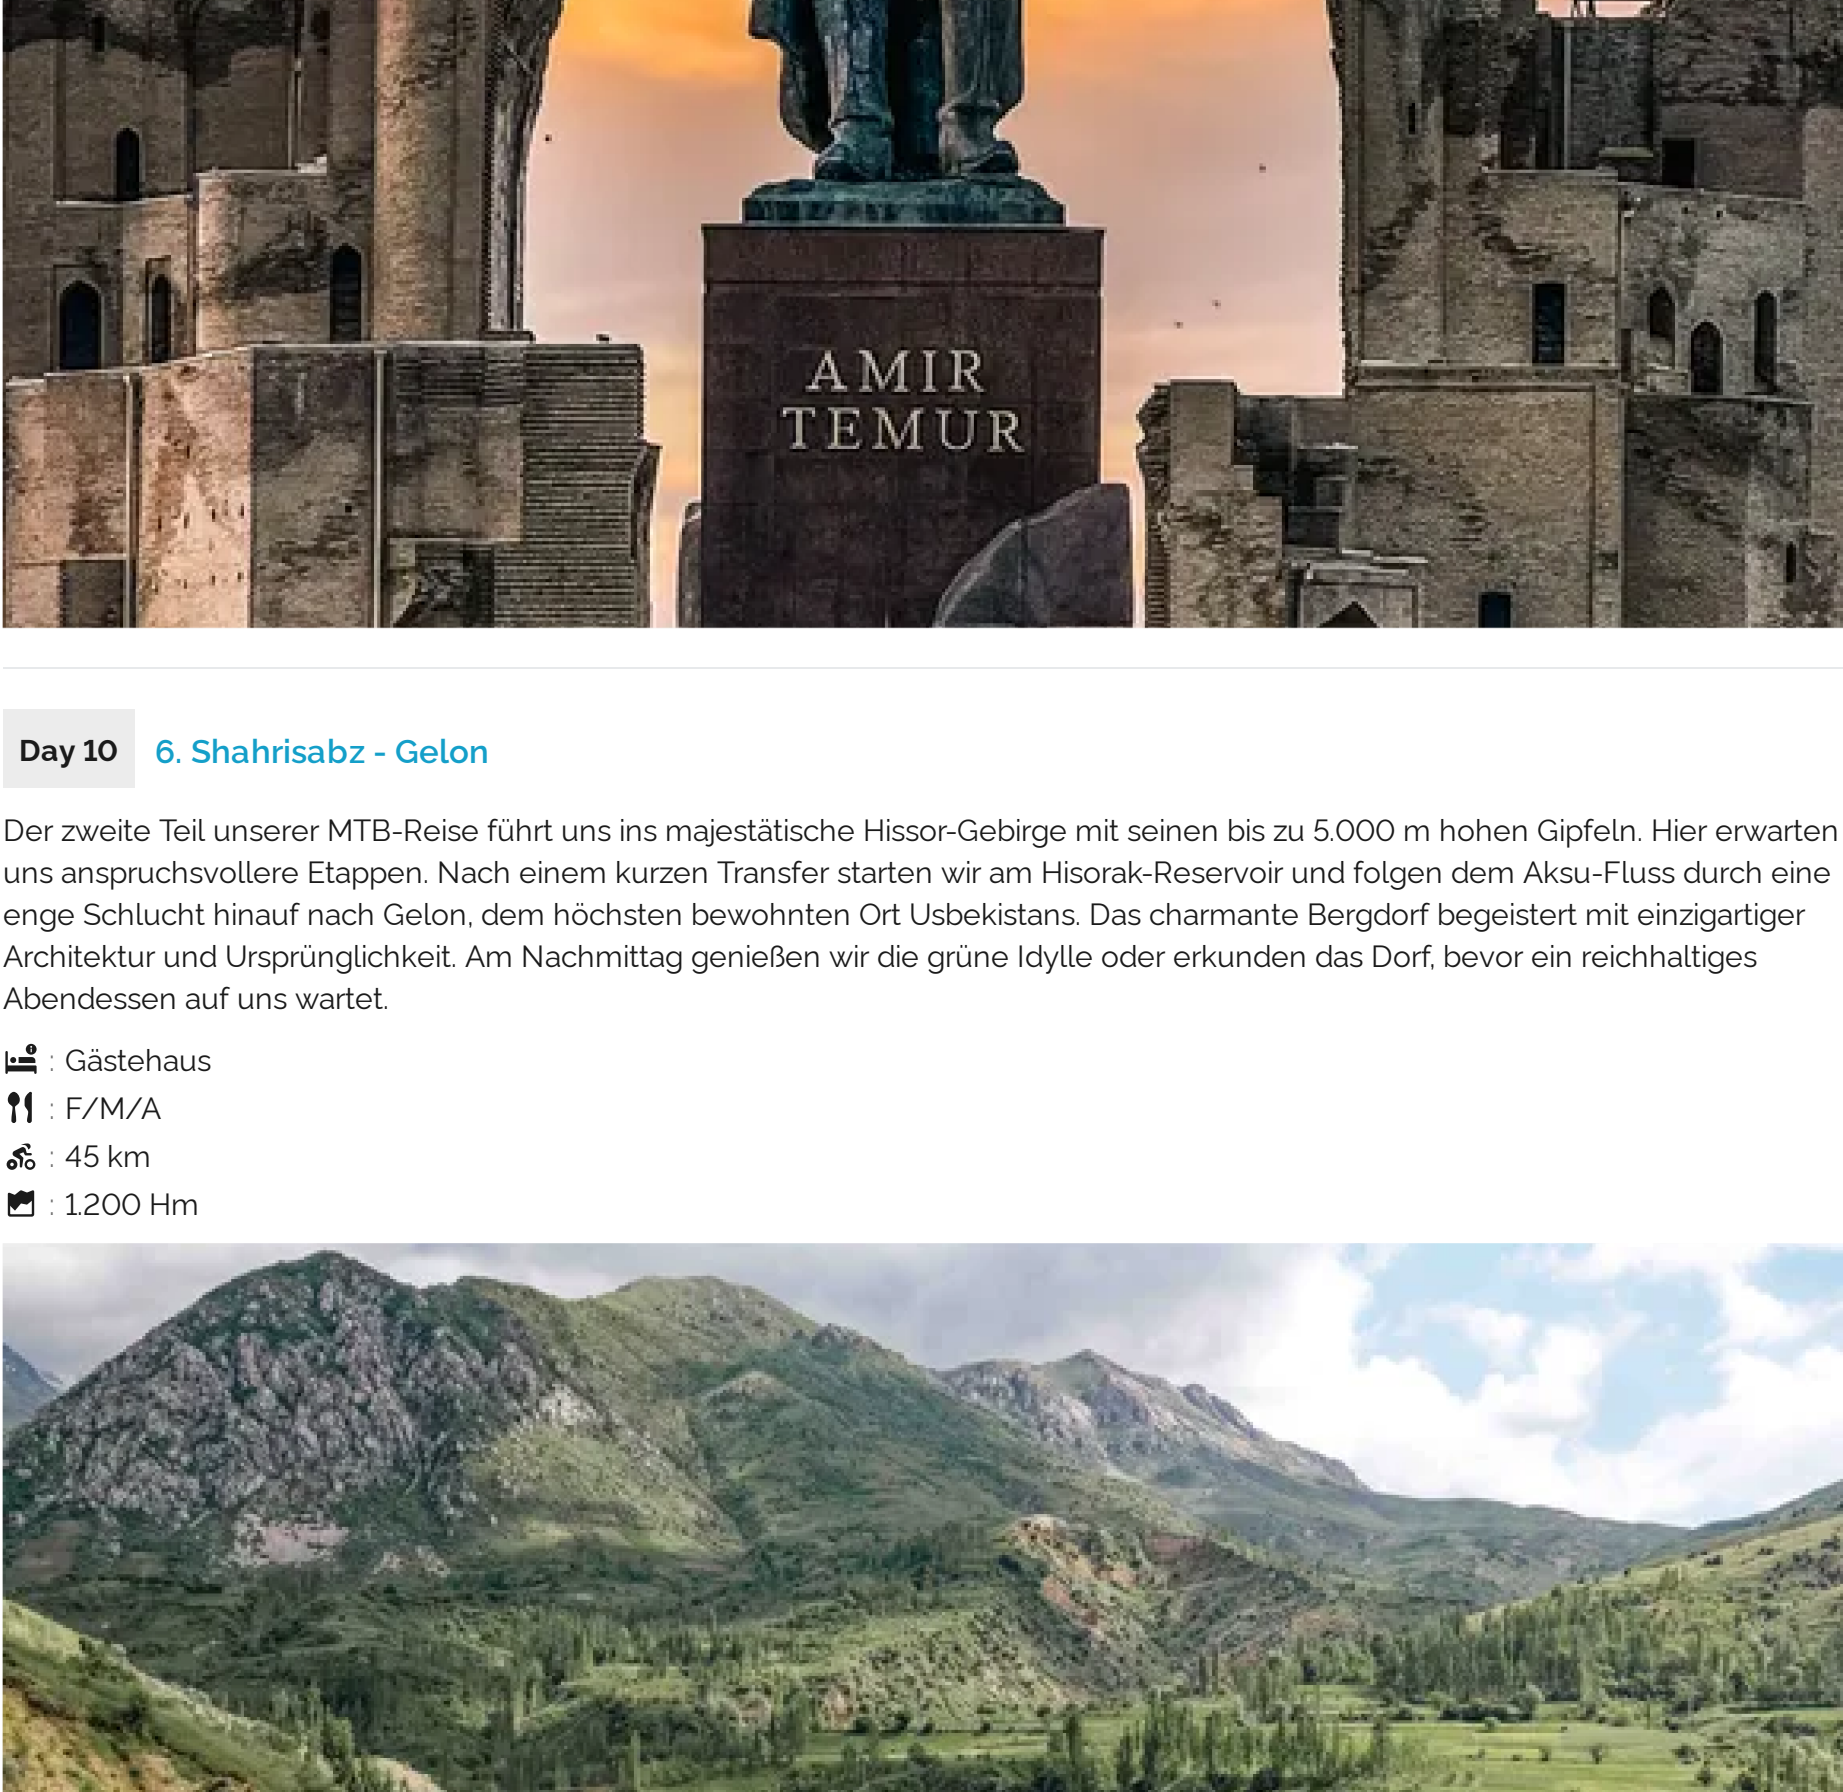 AMIR
TEMUR
Day 10 6. Shahrisabz - Gelon
Der zweite Teil unserer MTB-Reise führt uns ins majestätische Hissor-Gebirge mit seinen bis zu 5.000 m hohen Gipfeln. Hier erwarten
uns anspruchsvollere Etappen. Nach einem kurzen Transfer starten wir am Hisorak-Reservoir und folgen dem Aksu-Fluss durch eine
enge Schlucht hinauf nach Gelon, dem höchsten bewohnten Ort Usbekistans. Das charmante Bergdorf begeistert mit einzigartiger
Architektur und Ursprünglichkeit. Am Nachmittag genießen wir die grüne Idylle oder erkunden das Dorf, bevor ein reichhaltiges
Abendessen auf uns wartet.
: Gästehaus
: F/M/A
: 45 km
: 1.200 Hm